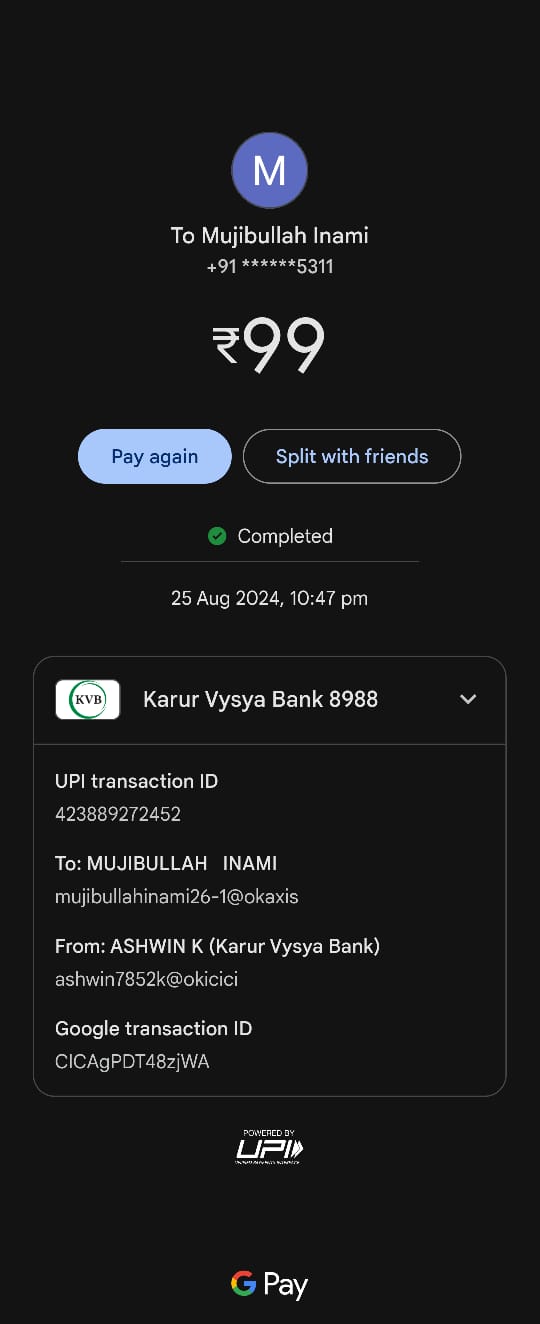 M
To Mujibullah Inami
+91 ******5311
₹99
Pay again
Split with friends
Completed
25 Aug 2024, 10:47 pm
KVB
Karur Vysya Bank 8988
UPI transaction ID
423889272452
To: MUJIBULLAH   INAMI
mujibullahinami26-1@okaxis
From: ASHWIN K (Karur Vysya Bank)
ashwin7852k@okicici
Google transaction ID
CICAgPDT48zjWA
POWERED BY
UPI
G Pay